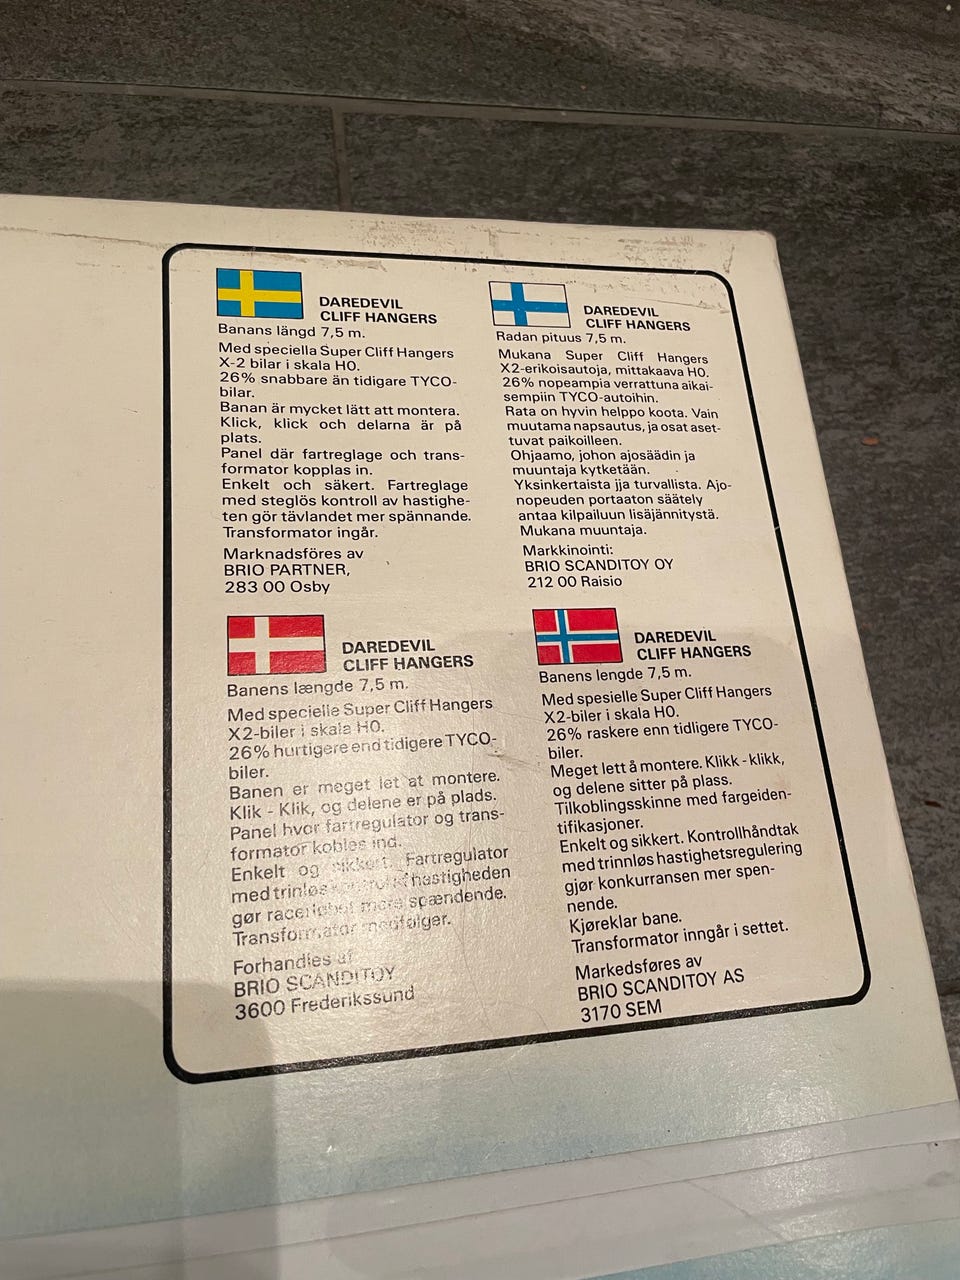 DAREDEVIL
CLIFF HANGERS
Banans längd 7,5 m.
Med speciella Super Cliff Hangers
X-2 bilar i skala HO.
26% snabbare än tidigare TYCO-
bilar.
Banan är mycket lätt att montera.
Klick, klick och delarna är på
plats.
Panel där fartreglage och trans-
formator kopplas in.
Enkelt och säkert. Fartreglage
med steglös kontroll av hastighe-
ten gör tävlandet mer spännande.
Transformator ingår.
Marknadsföres av
BRIO PARTNER,
283 00 Osby
DAREDEVIL
CLIFF HANGERS
Radan pituus 7,5 m.
Mukana Super Cliff Hangers
X2-erikoisautoja, mittakaava HO.
26% nopeampia verrattuna aikai-
sempiin TYCO-autoihin.
Rata on hyvin helppo koota. Vain
muutama napsautus, ja osat aset-
tuvat paikoilleen.
Ohjaamo, johon ajosäädin ja
muuntaja kytketään.
Yksinkertaista jja turvallista. Ajo-
nopeuden portaaton säätely
antaa kilpailuun lisäjännitystä.
Mukana muuntaja.
Markkinointi:
BRIO SCANDITOY OY
212 00 Raisio
DAREDEVIL
CLIFF HANGERS
Banens længde 7,5 m.
Med specielle Super Cliff Hangers
X2-biler i skala HO.
26% hurtigere end tidigere TYCO-
biler.
Banen er meget let at montere.
Klik - Klik, og delene er på plads.
Panel hvor fartregulator og trans-
formator kobles ind.
Enkelt og sikkert. Fartregulator
med trinløs kontrol af hastigheden
gør racerløbet mere spændende.
Transformator medfølger.
Forhandles af
BRIO SCANDITOY
3600 Frederikssund
DAREDEVIL
CLIFF HANGERS
Banens lengde 7,5 m.
Med spesielle Super Cliff Hangers
X2-biler i skala HO.
26% raskere enn tidligere TYCO-
biler.
Meget lett å montere. Klikk - klikk,
og delene sitter på plass.
Tilkoblingsskinne med fargeiden-
tifikasjoner.
Enkelt og sikkert. Kontrollhåndtak
med trinnløs hastighetsregulering
gjør konkurransen mer spen-
nende.
Kjøreklar bane.
Transformator inngår i settet.
Markedsføres av
BRIO SCANDITOY AS
3170 SEM